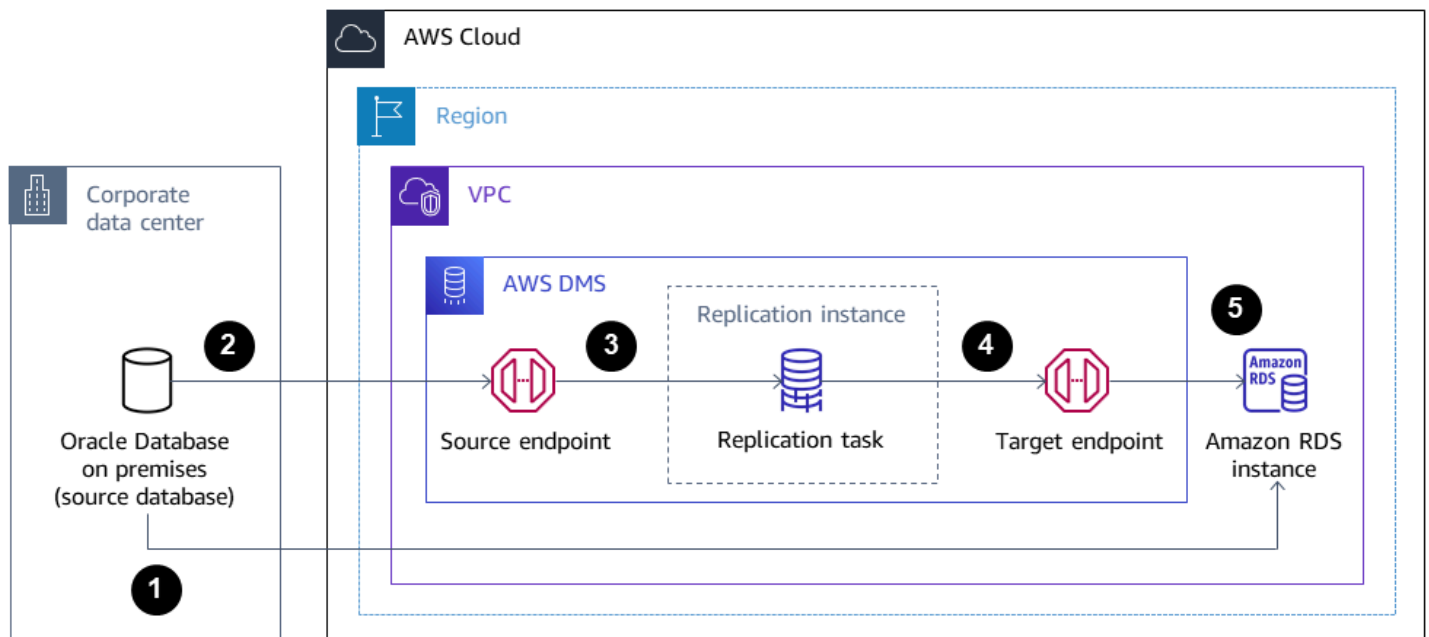 AWS Cloud
Region
Corporate
data center
VPC
AWS DMS
Replication instance
2
3
4
5
Amazon
RDS
Oracle Database
on premises
(source database)
Source endpoint
Replication task
Target endpoint
Amazon RDS
instance
1